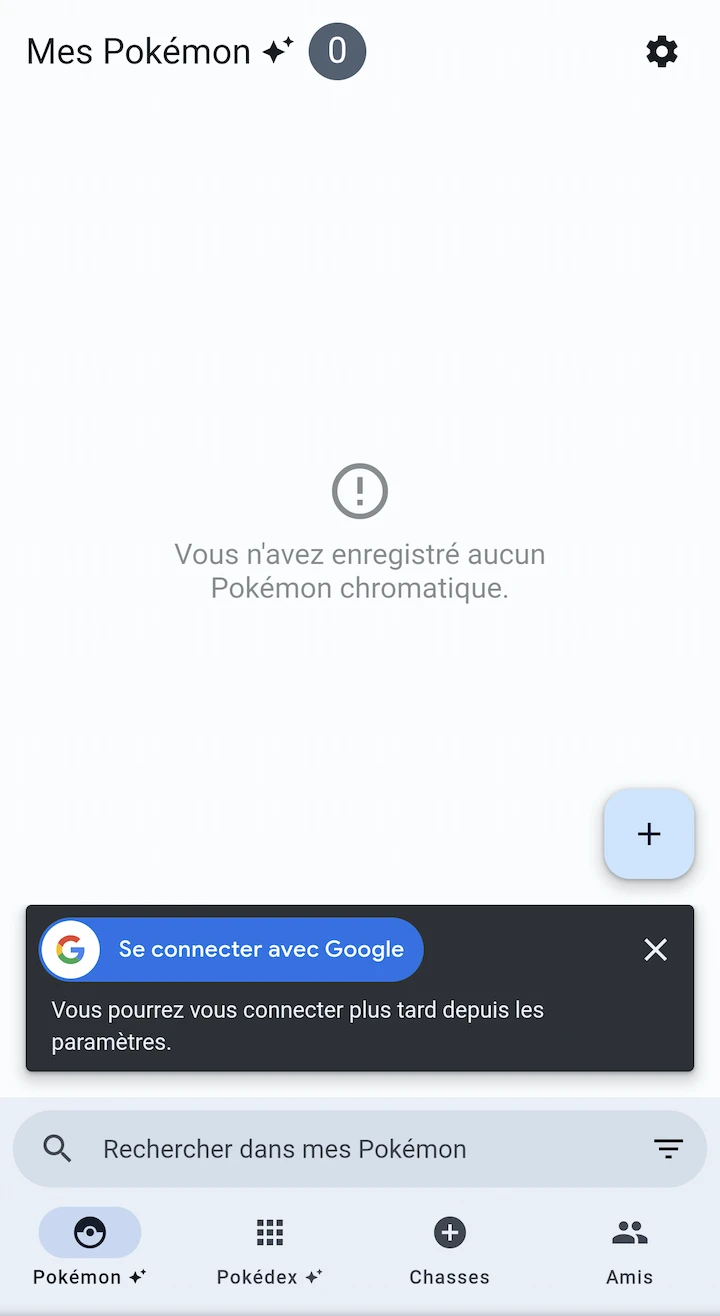 Mes Pokémon
0
Vous n'avez enregistré aucun
Pokémon chromatique.
Se connecter avec Google
Vous pourrez vous connecter plus tard depuis les
paramètres.
Rechercher dans mes Pokémon
Pokémon
Pokédex
Chasses
Amis